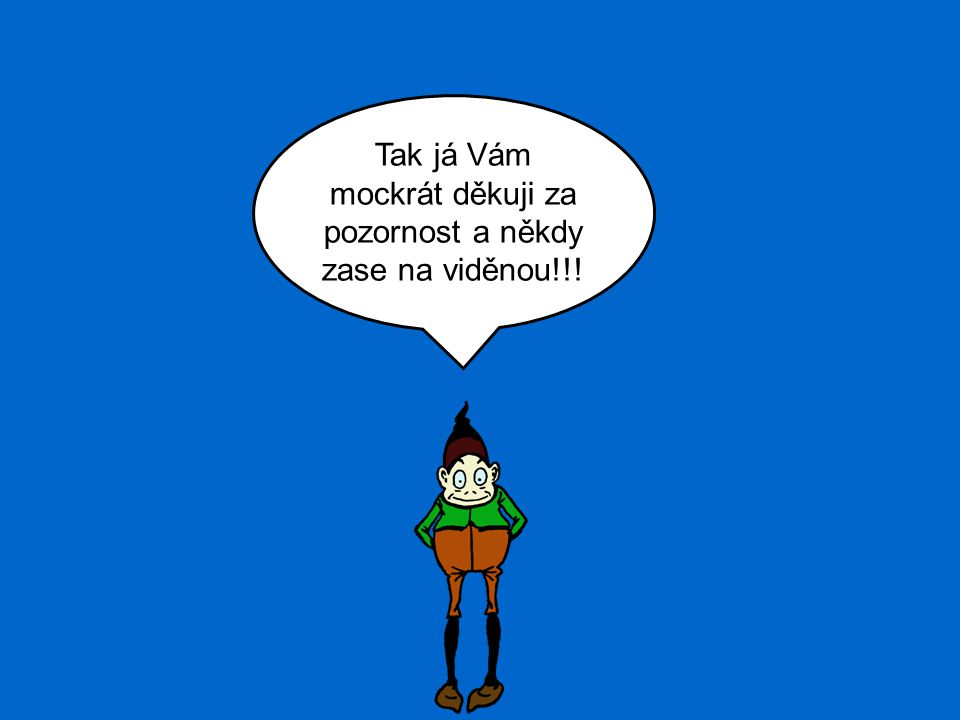 Tak já Vám
mockrát děkuji za
pozornost a někdy
zase na viděnou!!!